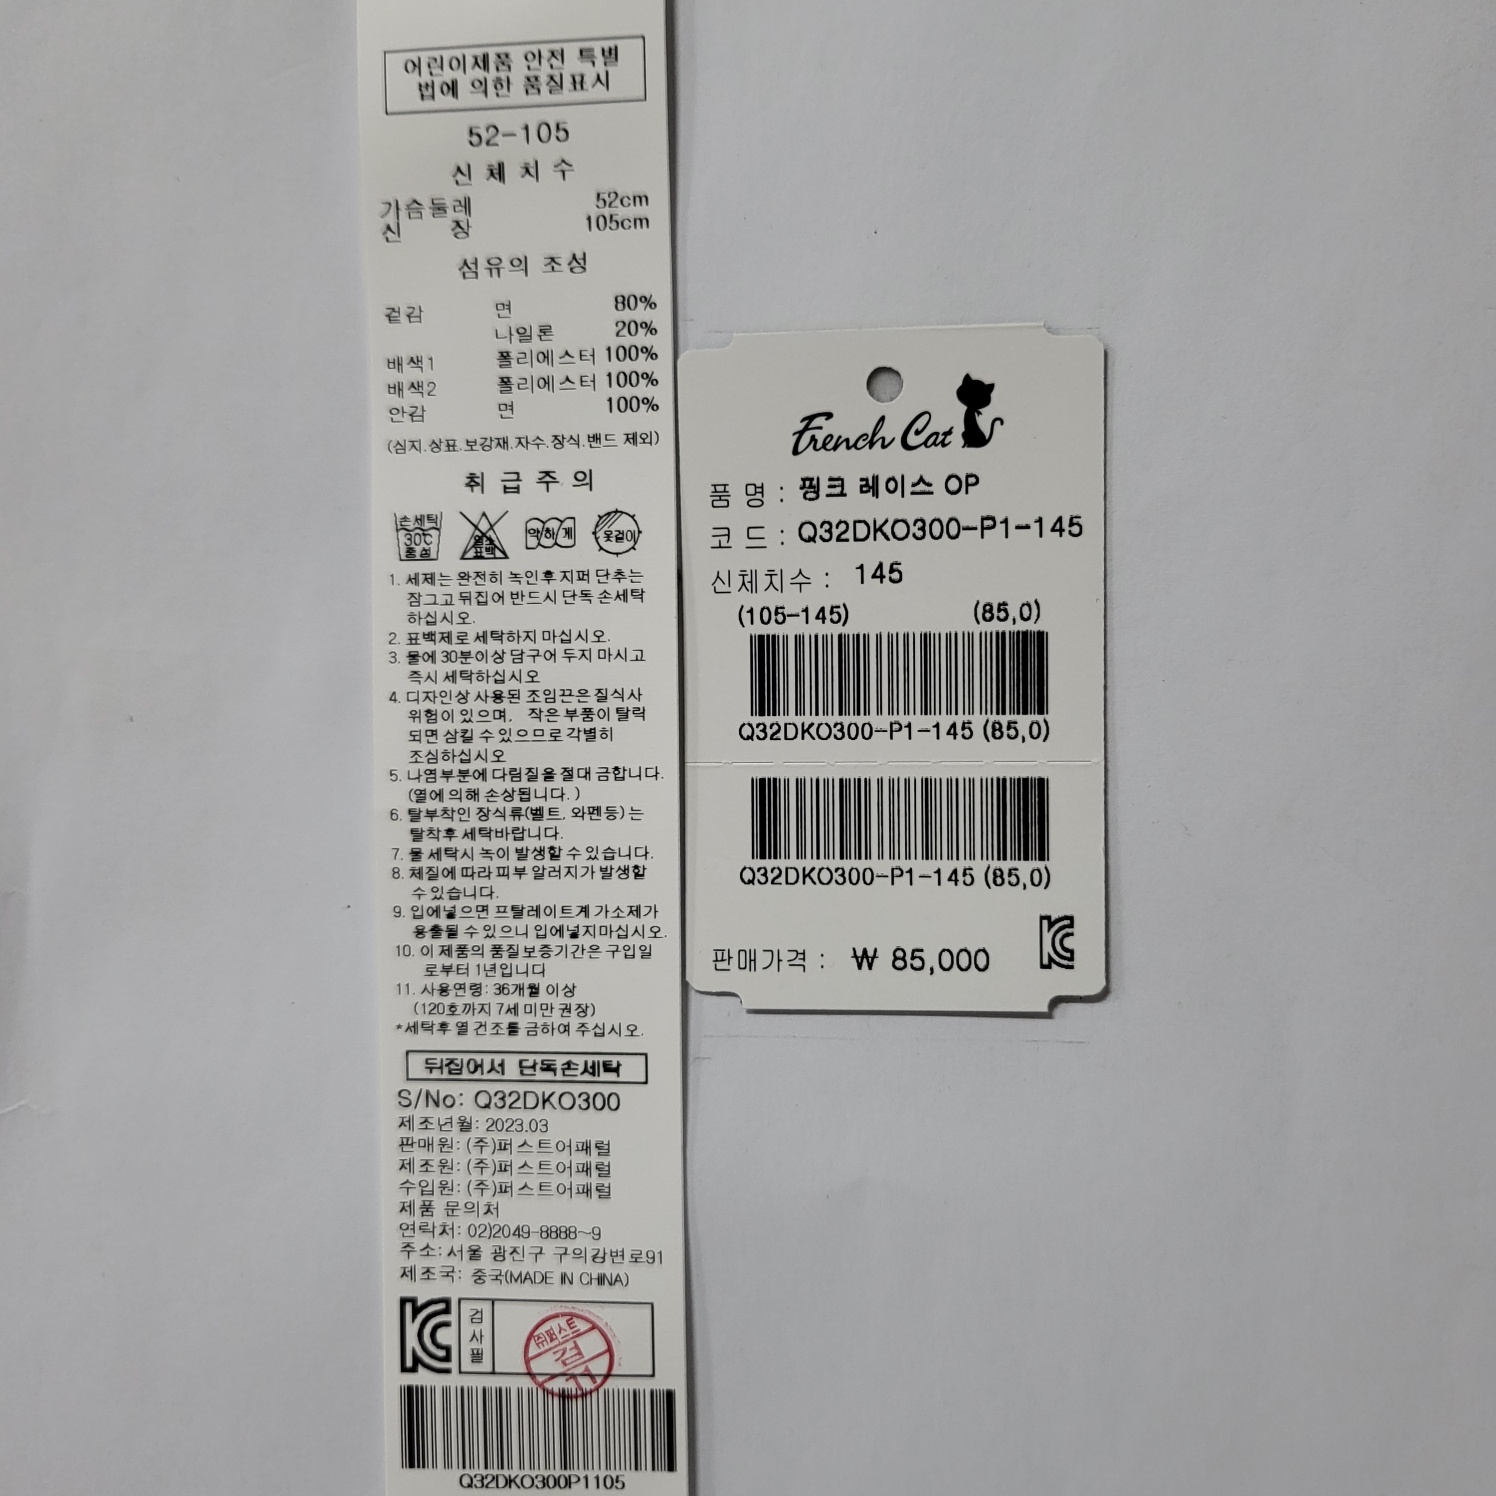 어린이제품 안전 특별
법에 의한 품질표시
52-105
신 체 치 수
가슴둘레 52cm
신 장 105cm
섬유의 조성
겉감 면 80%
나일론 20%
배색1 폴리에스터 100%
배색2 폴리에스터 100%
안감 면 100%
(심지.상표.보강재.자수.장식.밴드 제외)
취 급 주 의
손세탁
30℃
중성
염소
표백
약하게
옷걸이
1. 세제는 완전히 녹인후 지퍼 단추는
잠그고 뒤집어 반드시 단독 손세탁
하십시오.
2. 표백제로 세탁하지 마십시오.
3. 물에 30분이상 담구어 두지 마시고
즉시 세탁하십시오
4. 디자인상 사용된 조임끈은 질식사
위험이 있으며, 작은 부품이 탈락
되면 삼킬 수 있으므로 각별히
조심하십시오
5. 나염부분에 다림질을 절대 금합니다.
(열에 의해 손상됩니다. )
6. 탈부착인 장식류(벨트, 와펜등) 는
탈착후 세탁바랍니다.
7. 물 세탁시 녹이 발생할 수 있습니다.
8. 체질에 따라 피부 알러지가 발생할
수 있습니다.
9. 입에넣으면 프탈레이트계 가소제가
용출될 수 있으니 입에넣지마십시오.
10. 이 제품의 품질보증기간은 구입일
로부터 1년입니다
11. 사용연령: 36개월 이상
(120호까지 7세 미만 권장)
*세탁후 열 건조를 금하여 주십시오.
뒤집어서 단독손세탁
S/No: Q32DKO300
제조년월: 2023.03
판매원: (주)퍼스트어패럴
제조원: (주)퍼스트어패럴
수입원: (주)퍼스트어패럴
제품 문의처
연락처: 02)2049-8888~9
주소: 서울 광진구 구의강변로91
제조국: 중국(MADE IN CHINA)
KC
검사필
㈜퍼스트
검
11
Q32DKO300P1105
French Cat
품 명 : 핑크 레이스 OP
코 드 : Q32DKO300-P1-145
신체치수 : 145
(105-145) (85,0)
Q32DKO300-P1-145 (85,0)
Q32DKO300-P1-145 (85,0)
판매가격 : ₩ 85,000
KC